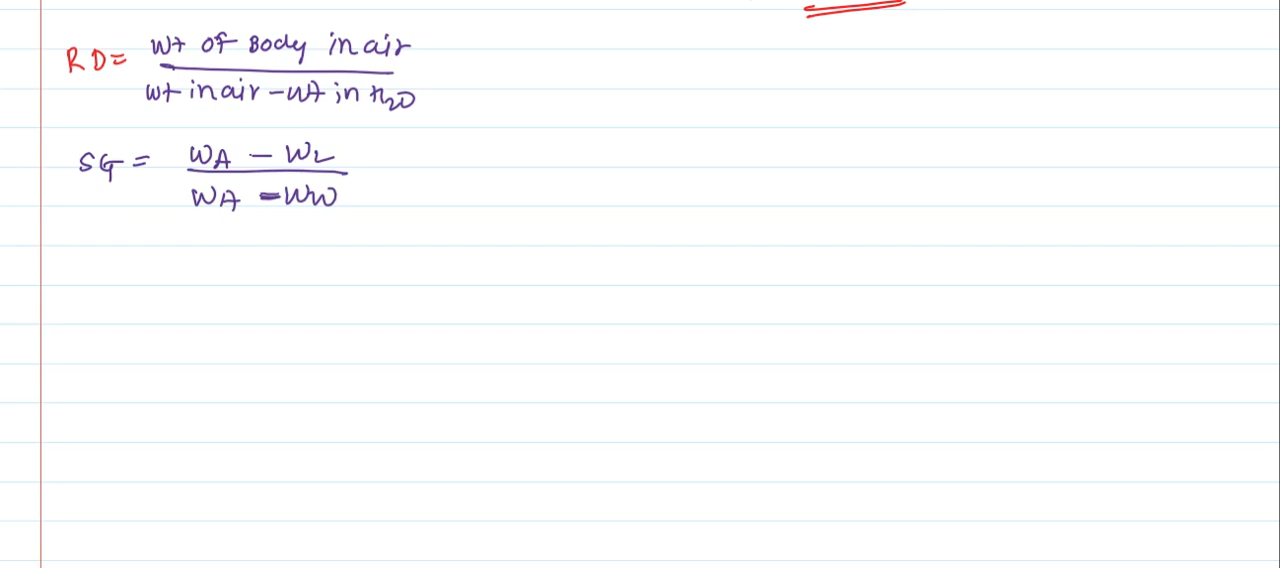 RD= Wt of Body in air
wt in air - wt in H₂O
SG = WA - WL
WA - WW